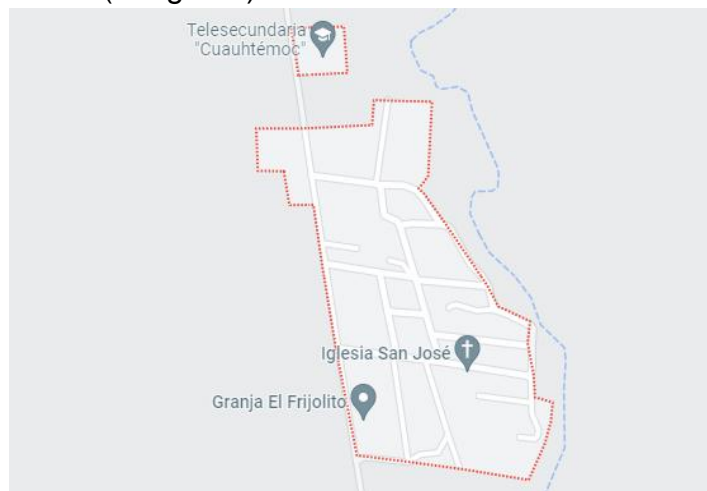 Telesecundaria
"Cuauhtémoc"
Iglesia San José
Granja El Frijolito